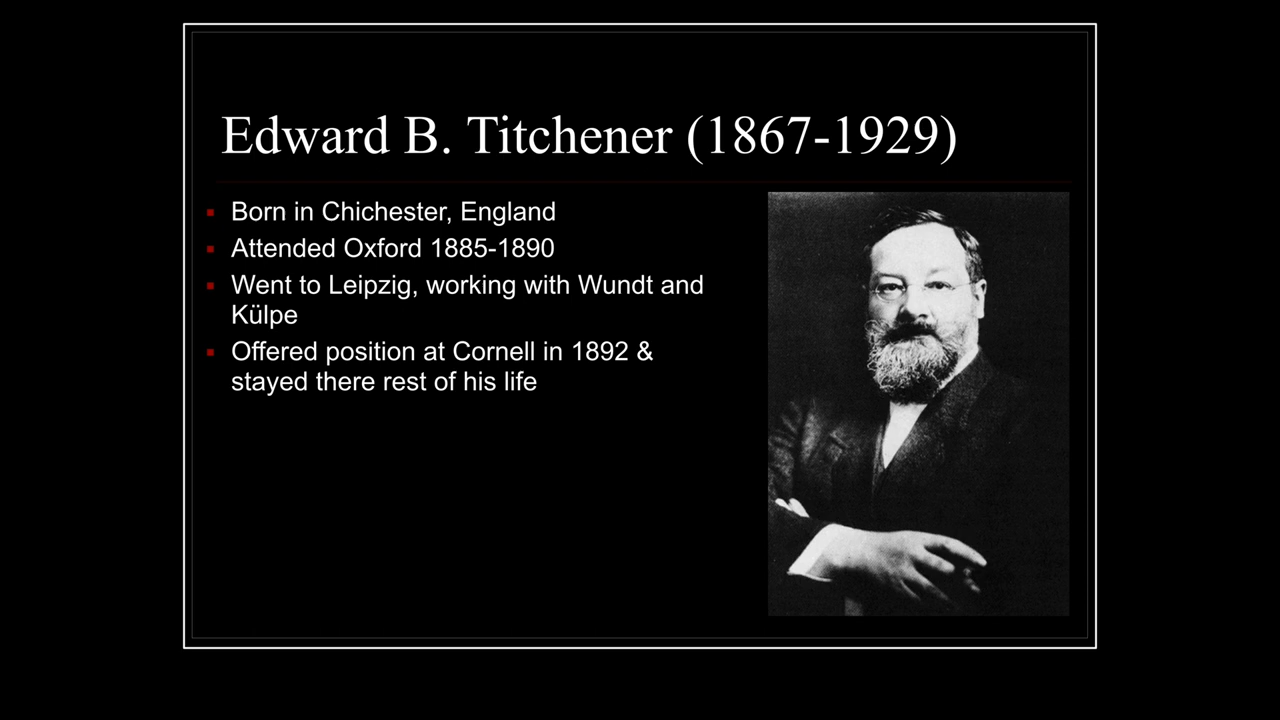 Edward B. Titchener (1867-1929)
Born in Chichester, England
Attended Oxford 1885-1890
Went to Leipzig, working with Wundt and
Külpe
Offered position at Cornell in 1892 &
stayed there rest of his life